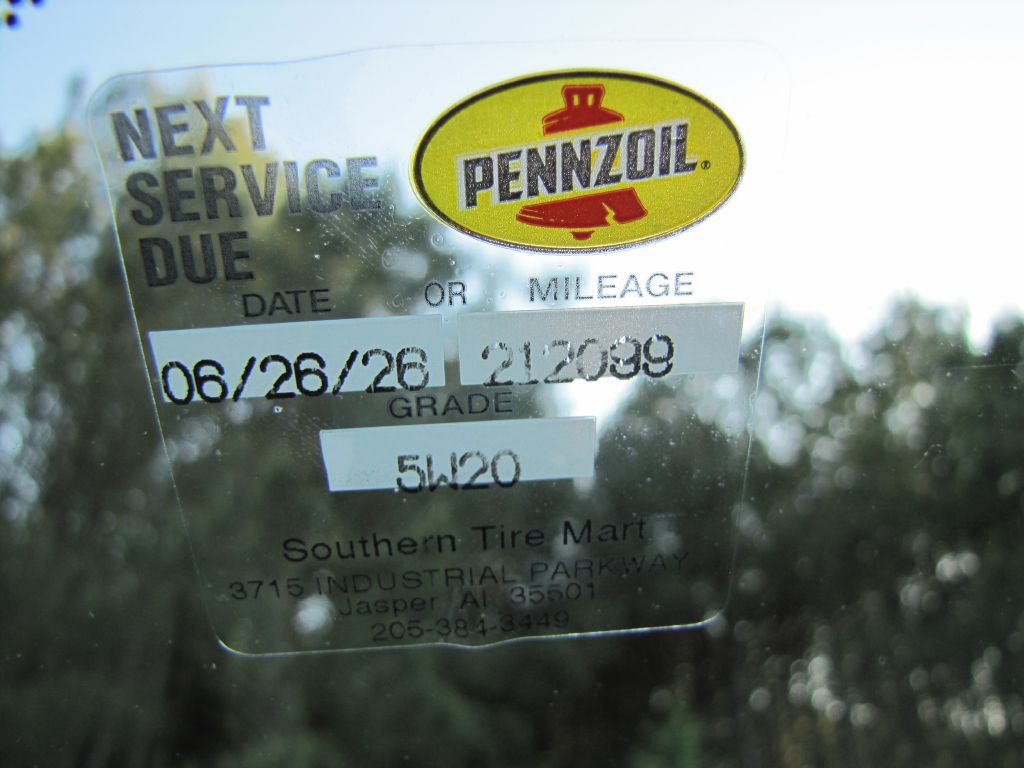 NEXT
SERVICE
DUE
PENNZOIL®
DATE OR MILEAGE
06/26/26 212099
GRADE
5W20
Southern Tire Mart
3715 INDUSTRIAL PARKWAY
Jasper Al 35501
205-384-3449